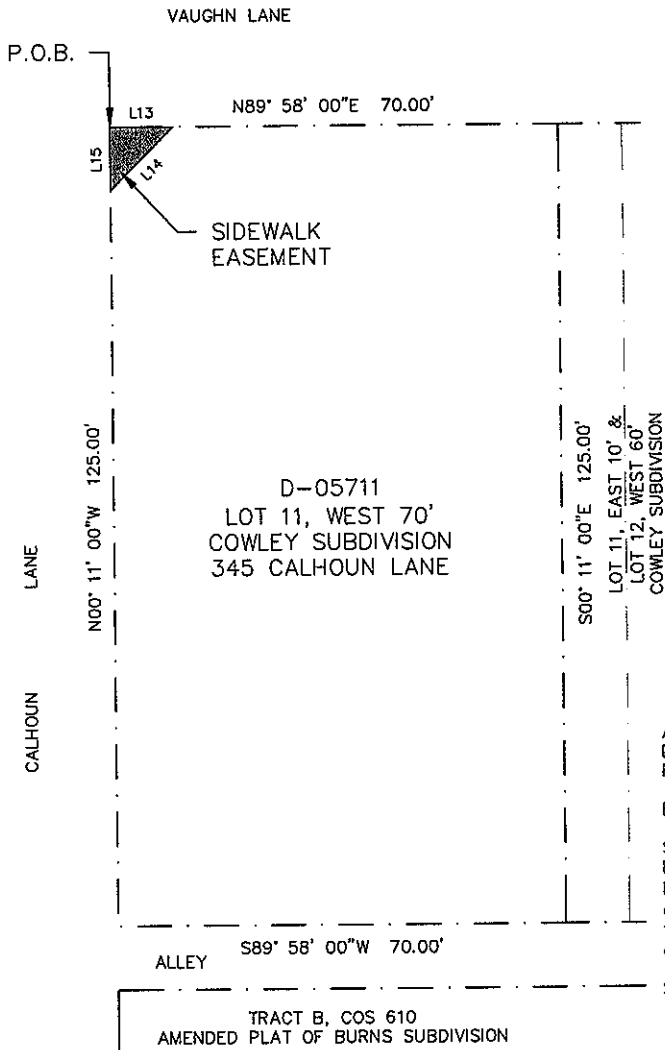 VAUGHN LANE
P.O.B.
L13
N89° 58' 00"E 70.00'
L15
L14
SIDEWALK
EASEMENT
N00° 11' 00"W 125.00'
D-05711
LOT 11, WEST 70'
COWLEY SUBDIVISION
345 CALHOUN LANE
S00° 11' 00"E 125.00'
LOT 11, EAST 10' &
LOT 12, WEST 60'
COWLEY SUBDIVISION
CALHOUN LANE
S89° 58' 00"W 70.00'
ALLEY
TRACT B, COS 610
AMENDED PLAT OF BURNS SUBDIVISION